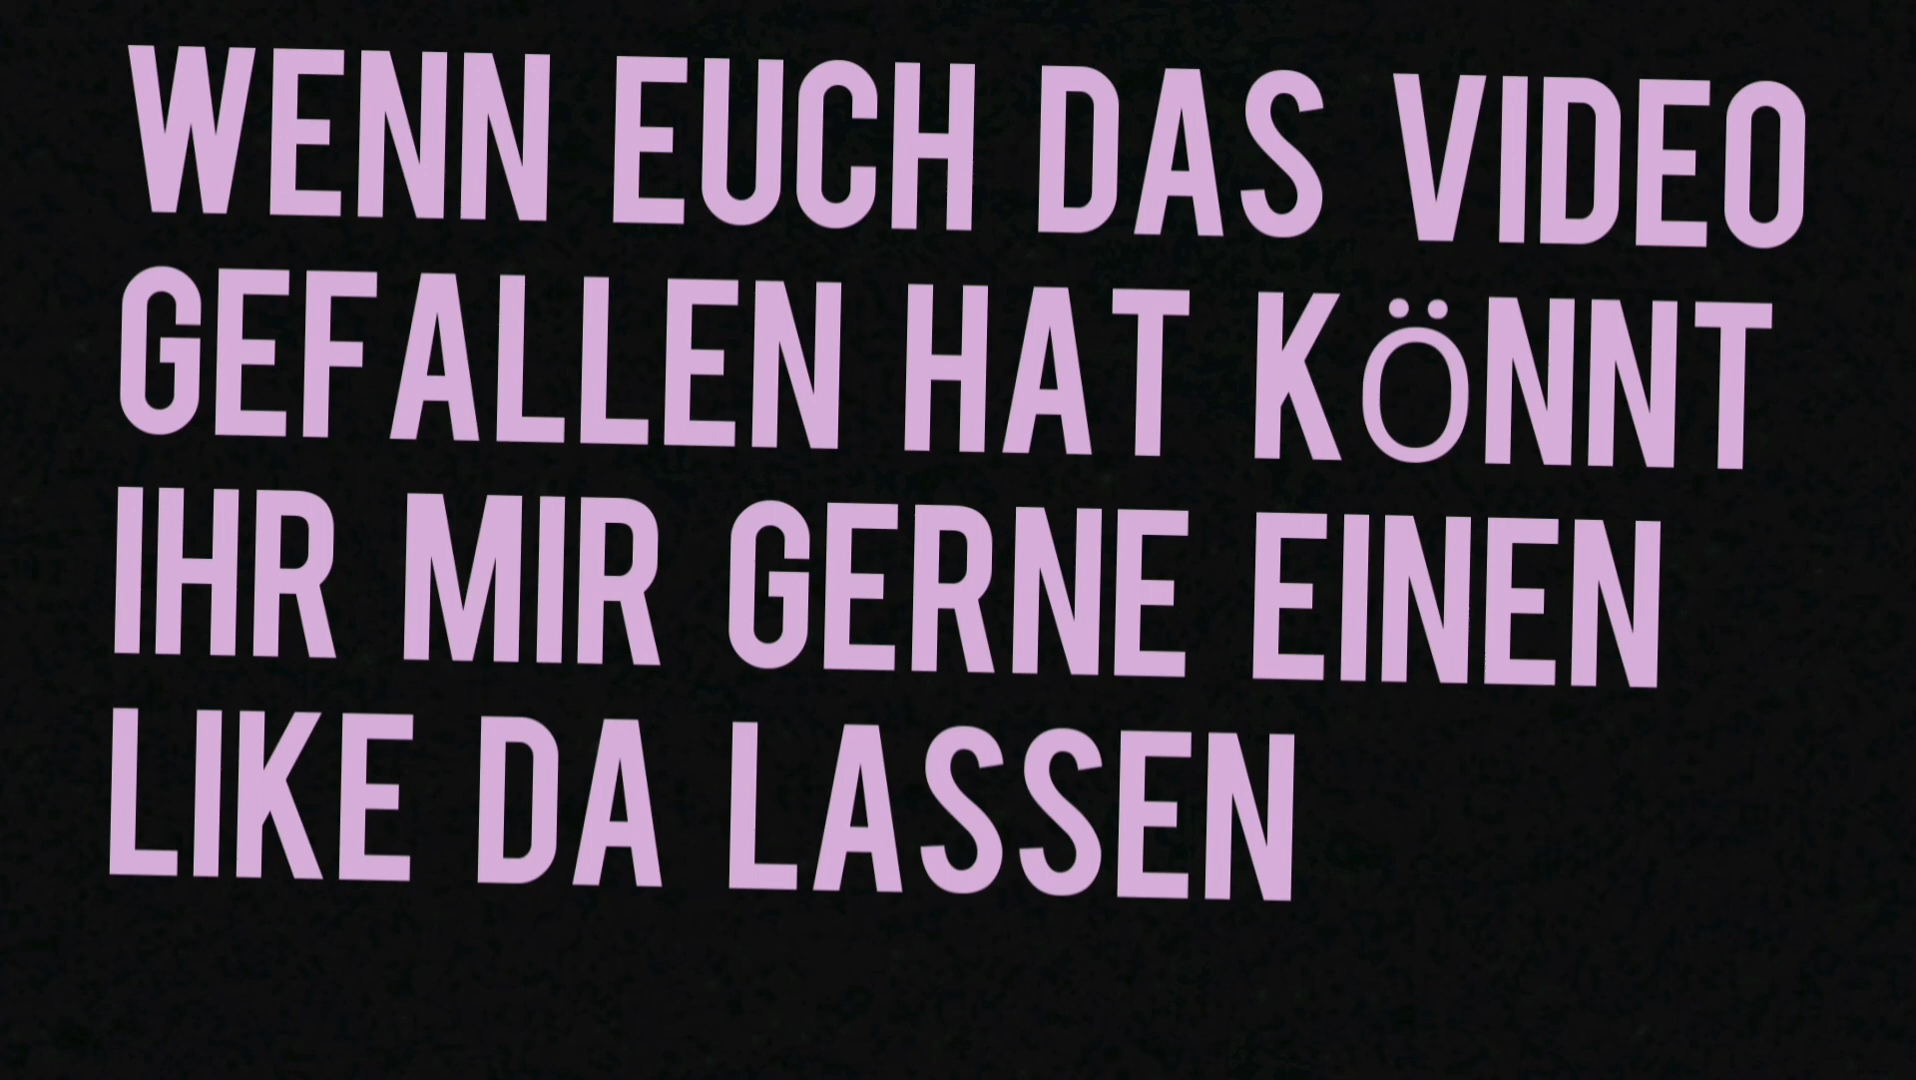 WENN EUCH DAS VIDEO
GEFALLEN HAT KÖNNT
IHR MIR GERNE EINEN
LIKE DA LASSEN